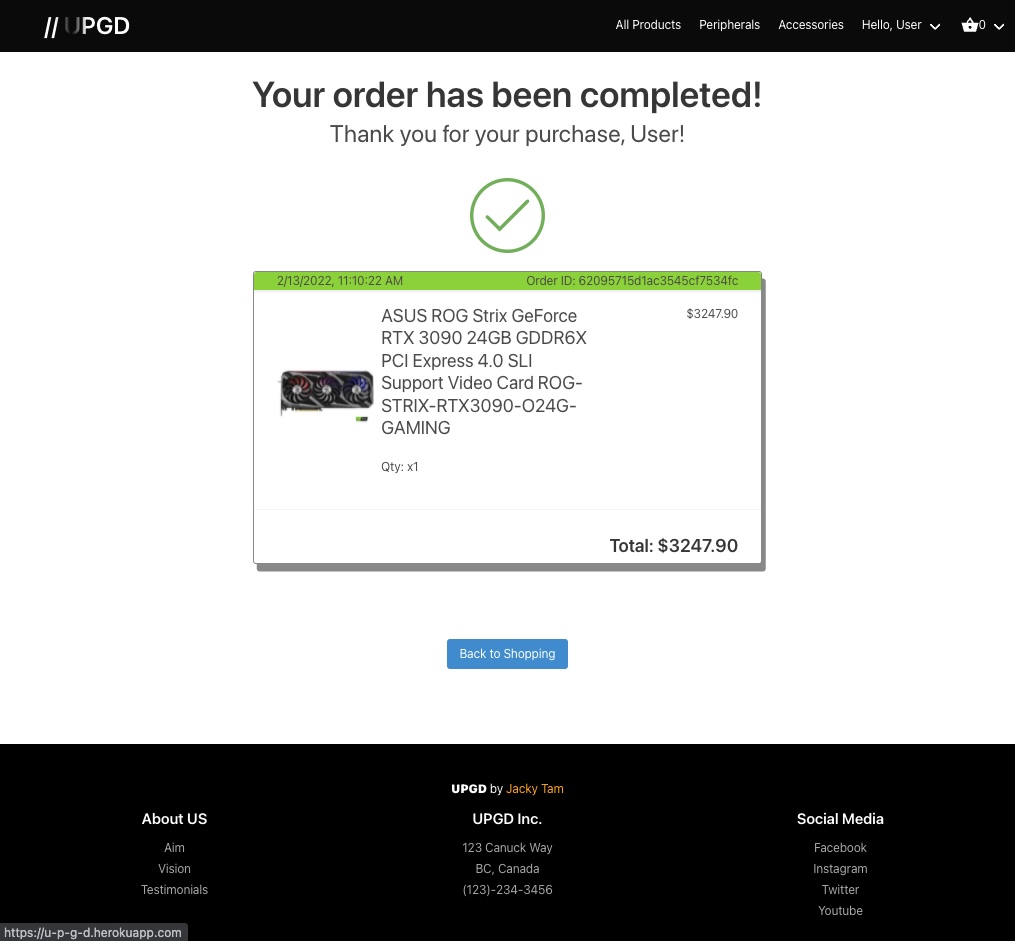 // UPGD
All Products Peripherals Accessories Hello, User 0
Your order has been completed!
Thank you for your purchase, User!
2/13/2022, 11:10:22 AM Order ID: 62095715d1ac3545cf7534fc
ASUS ROG Strix GeForce $3247.90
RTX 3090 24GB GDDR6X
PCI Express 4.0 SLI
Support Video Card ROG-
STRIX-RTX3090-O24G-
GAMING
Qty: x1
Total: $3247.90
Back to Shopping
UPGD by Jacky Tam
About US
Aim
Vision
Testimonials
UPGD Inc.
123 Canuck Way
BC, Canada
(123)-234-3456
Social Media
Facebook
Instagram
Twitter
Youtube
https://u-p-g-d.herokuapp.com